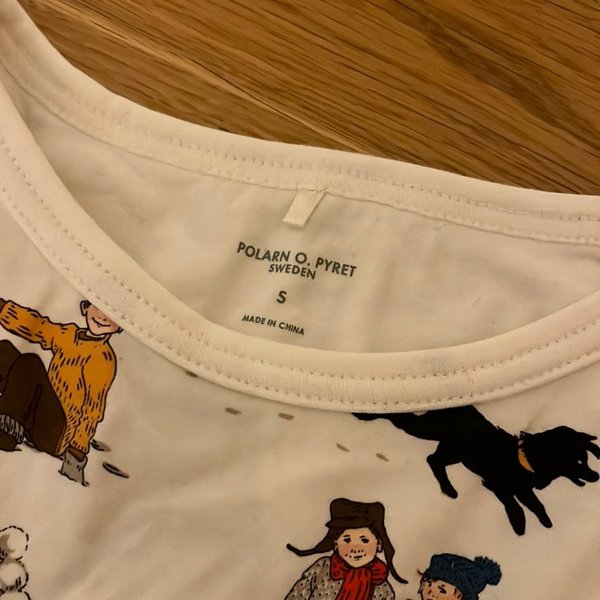 POLARN O. PYRET
SWEDEN
S
MADE IN CHINA